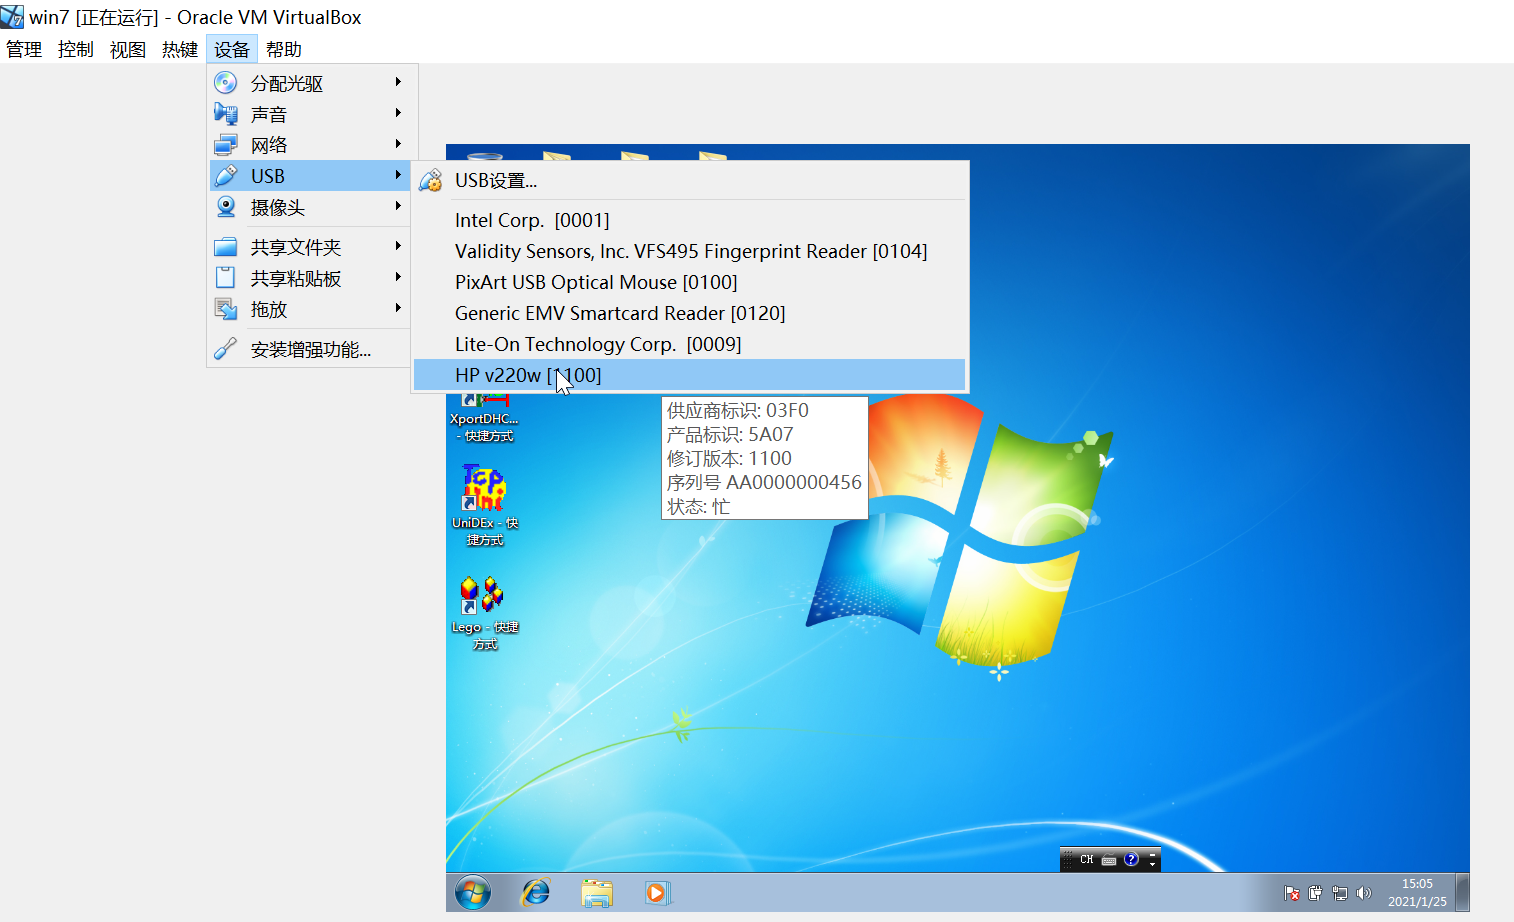 win7 [正在运行] - Oracle VM VirtualBox
管理 控制 视图 热键 设备 帮助
分配光驱
声音
网络
USB
摄像头
共享文件夹
共享粘贴板
拖放
安装增强功能...
USB设置...
Intel Corp. [0001]
Validity Sensors, Inc. VFS495 Fingerprint Reader [0104]
PixArt USB Optical Mouse [0100]
Generic EMV Smartcard Reader [0120]
Lite-On Technology Corp. [0009]
HP v220w [1100]
供应商标识: 03F0
产品标识: 5A07
修订版本: 1100
序列号 AA0000000456
状态: 忙
XportDHC...
- 快捷方式
Tcp
UniDEx - 快
捷方式
Lego - 快捷
方式
CH
15:05
2021/1/25